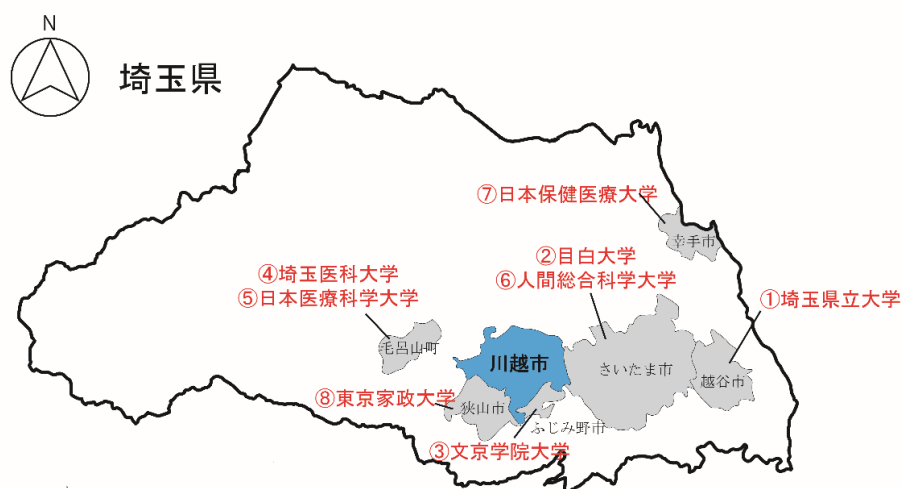 N
埼玉県
⑦日本保健医療大学
幸手市
②目白大学
⑥人間総合科学大学
④埼玉医科大学
⑤日本医療科学大学
①埼玉県立大学
毛呂山町
川越市
さいたま市
越谷市
⑧東京家政大学
狭山市
ふじみ野市
③文京学院大学